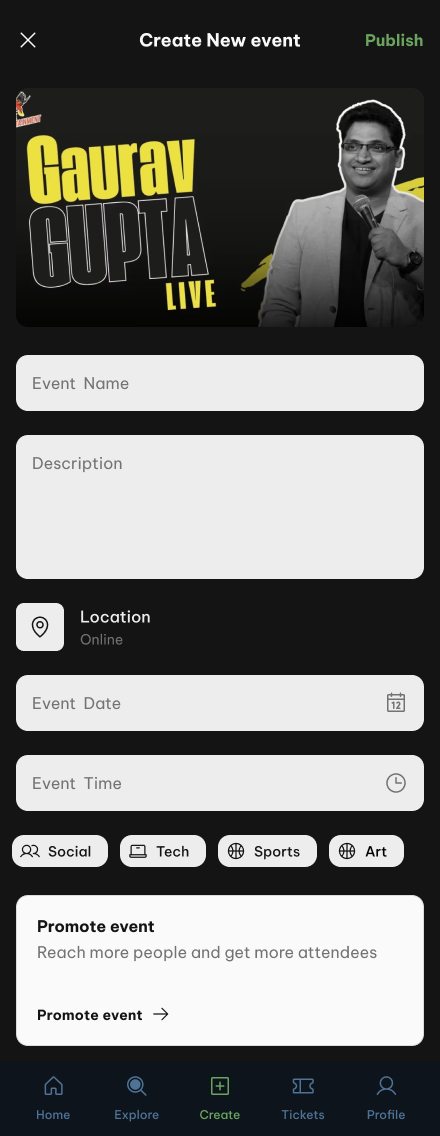 Create New event
Publish
Gaurav
GUPTA
LIVE
Event Name
Description
Location
Online
Event Date
12
Event Time
Social
Tech
Sports
Art
Promote event
Reach more people and get more attendees
Promote event
Home
Explore
Create
Tickets
Profile